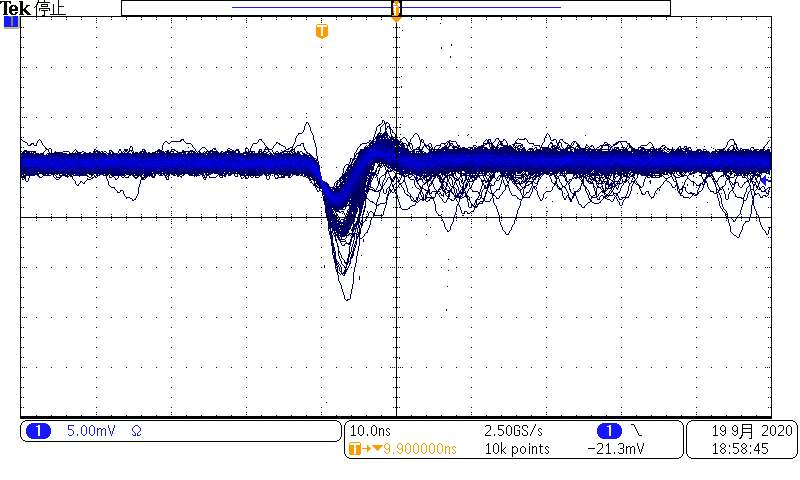 Tek 停止
T
1
T
1 5.00mV Ω
10.0ns 2.50GS/s 1
T→▼9.900000ns 10k points −21.3mV
19 9月 2020
18:58:45